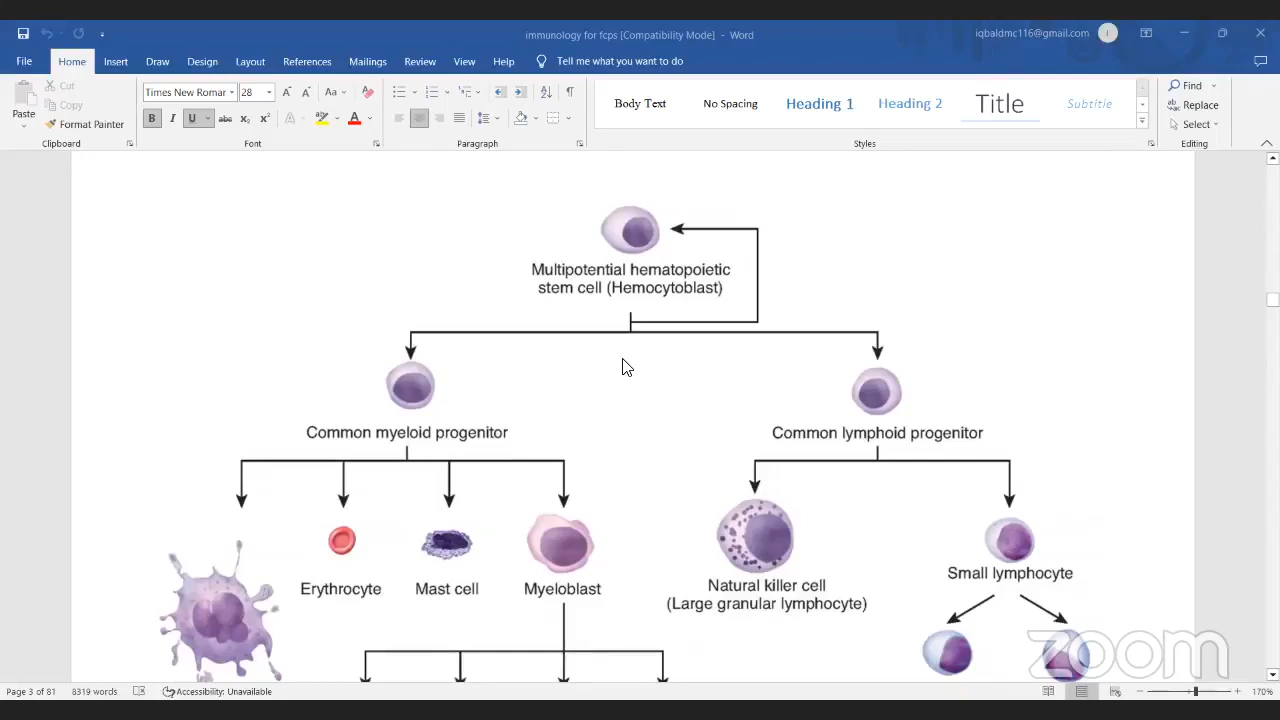 immunology for fcps [Compatibility Mode] - Word
iqbaldmc116@gmail.com
I
File Home Insert Draw Design Layout References Mailings Review View Help Tell me what you want to do
Paste
Cut
Copy
Format Painter
Clipboard
Times New Romar 28
Aa
B I U abc x₂ x² A A
Font
Paragraph
Body Text No Spacing Heading 1 Heading 2 Title Subtitle
Styles
Find
Replace
Select
Editing
Multipotential hematopoietic
stem cell (Hemocytoblast)
Common myeloid progenitor
Common lymphoid progenitor
Erythrocyte
Mast cell
Myeloblast
Natural killer cell
(Large granular lymphocyte)
Small lymphocyte
zoom
Page 3 of 81 8319 words Accessibility: Unavailable 170%